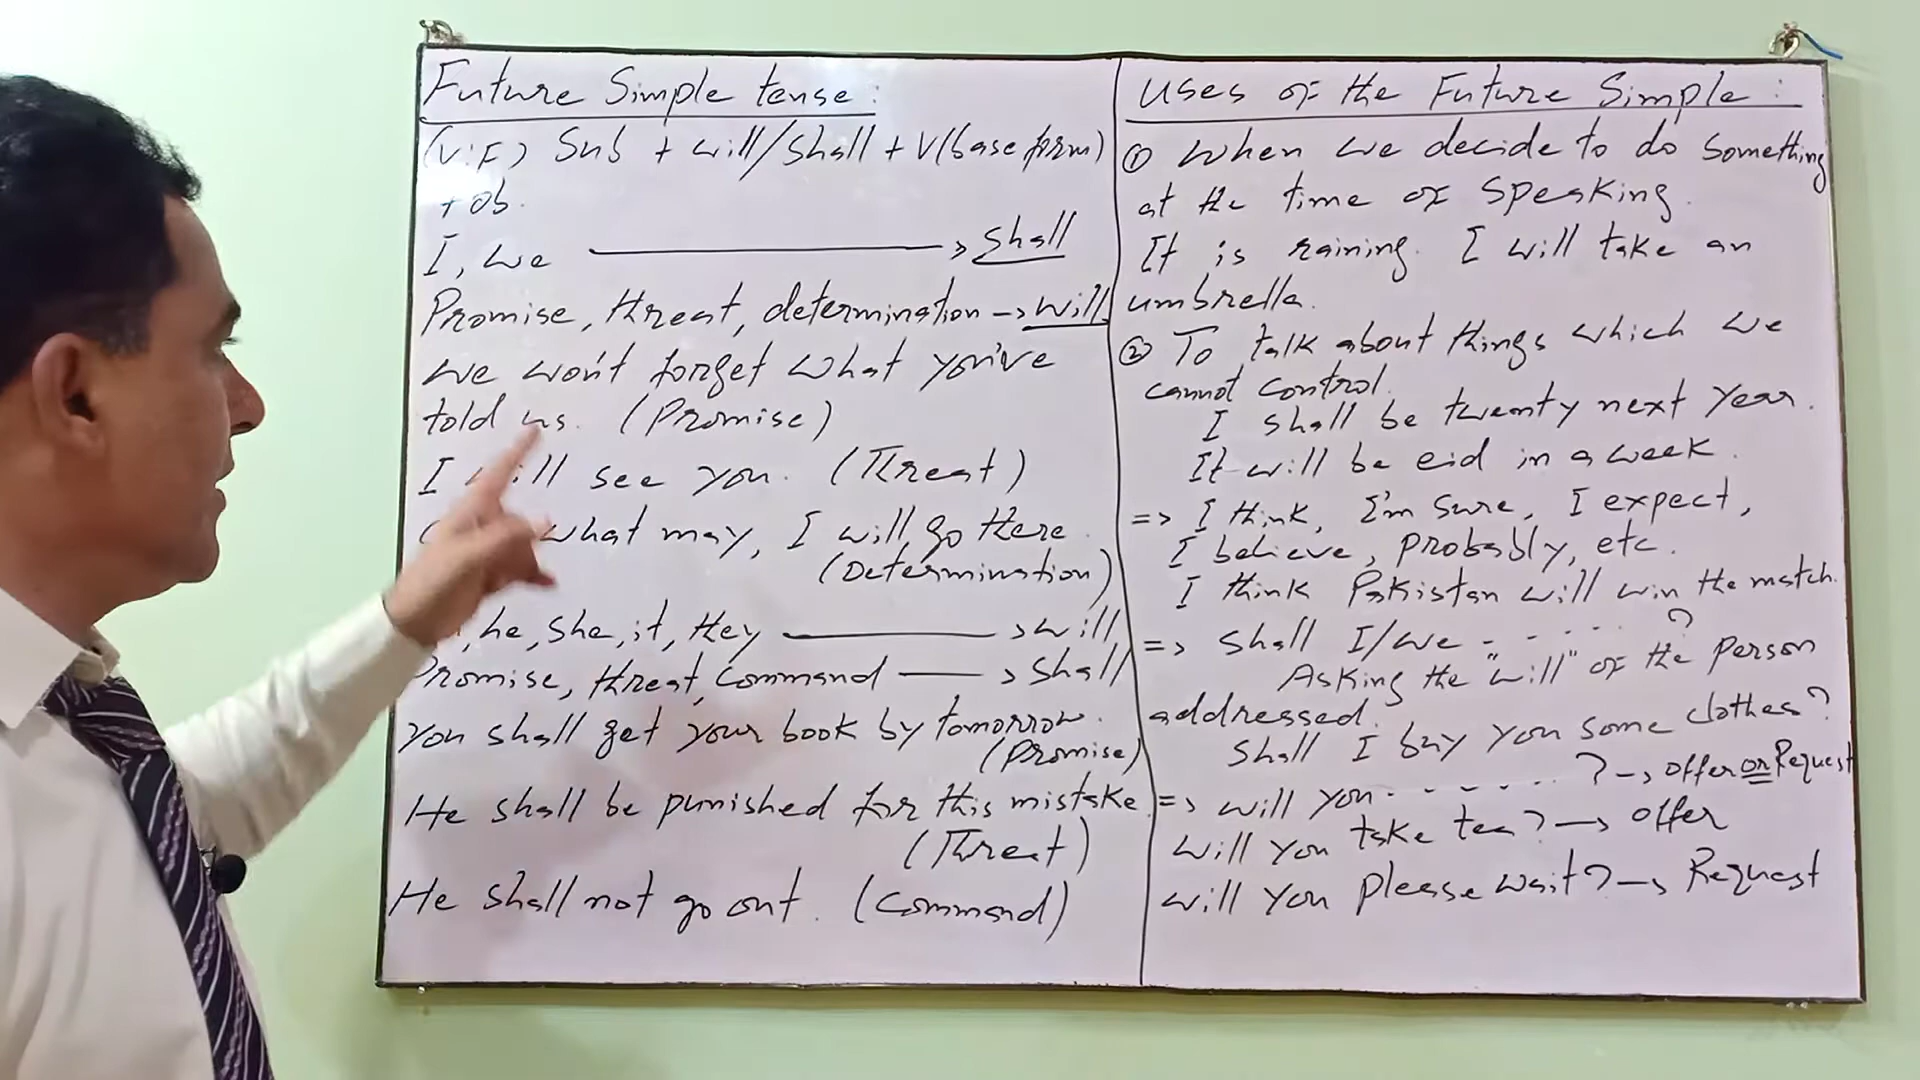 Future Simple tense:
(V.F) Sub + will/shall + V(base form)
+ ob.
I, we → shall
Promise, threat, determination → will
we won't forget what you've
told us. (Promise)
I will see you. (Threat)
what may, I will go there.
(Determination)
he, she, it, they → will
Promise, threat, Command → shall
you shall get your book by tomorrow.
(Promise)
He shall be punished for this mistake.
(Threat)
He shall not go out. (Command)
Uses of the Future Simple:
① When we decide to do something
at the time of speaking.
It is raining. I will take an
umbrella.
② To talk about things which we
cannot control.
I shall be twenty next year.
It will be eid in a week.
=> I think, I'm sure, I expect,
I believe, probably, etc.
I think Pakistan will win the match.
=> Shall I/we - - - - - ?
Asking the "will" of the person
addressed.
Shall I buy you some clothes?
=> will you - - - - - ? → offer or Request
will you take tea? → offer
will you please wait? → Request